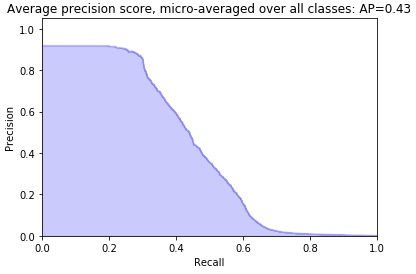 Average precision score, micro-averaged over all classes: AP=0.43
1.0
0.8
0.6
0.4
0.2
0.0
Precision
0.0 0.2 0.4 0.6 0.8 1.0
Recall